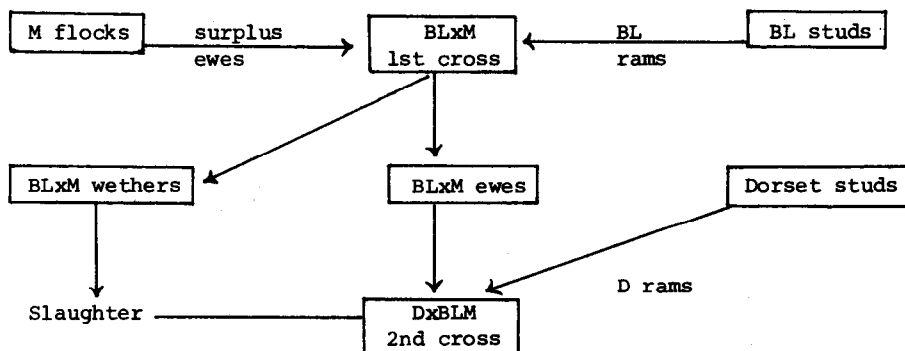 M flocks
surplus
ewes
BLxM
1st cross
BL
rams
BL studs
BLxM wethers
BLxM ewes
Dorset studs
Slaughter
DxBLM
2nd cross
D rams